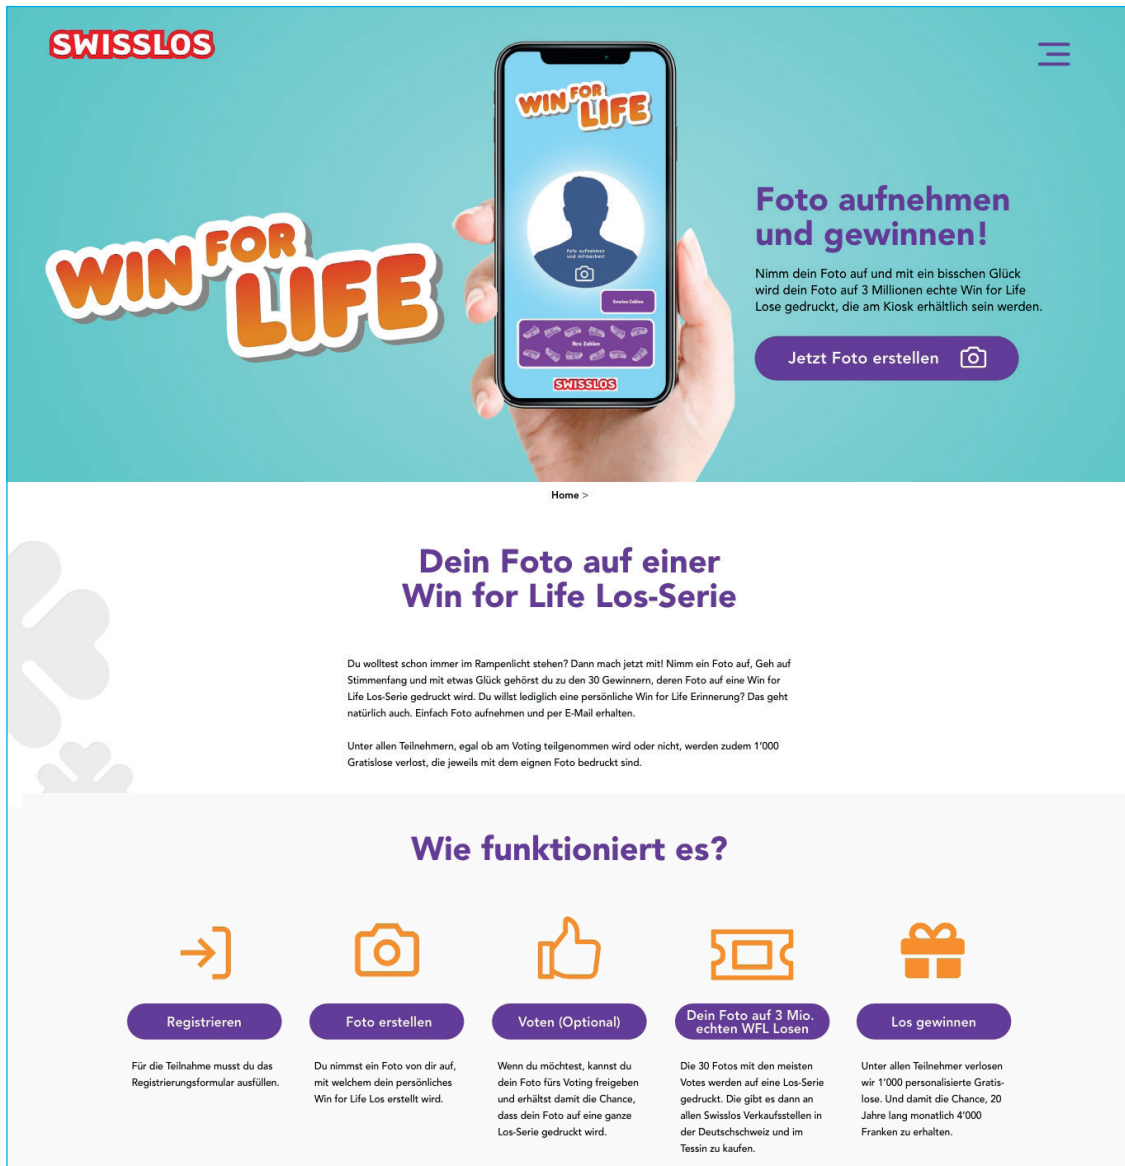 SWISSLOS
WIN FOR
LIFE
Foto aufnehmen
und mitmachen!
Gewinn Zahlen
Ihre Zahlen
SWISSLOS
WIN FOR
LIFE
Foto aufnehmen
und gewinnen!
Nimm dein Foto auf und mit ein bisschen Glück
wird dein Foto auf 3 Millionen echte Win for Life
Lose gedruckt, die am Kiosk erhältlich sein werden.
Jetzt Foto erstellen
Home >
Dein Foto auf einer
Win for Life Los-Serie
Du wolltest schon immer im Rampenlicht stehen? Dann mach jetzt mit! Nimm ein Foto auf, Geh auf
Stimmenfang und mit etwas Glück gehörst du zu den 30 Gewinnern, deren Foto auf eine Win for
Life Los-Serie gedruckt wird. Du willst lediglich eine persönliche Win for Life Erinnerung? Das geht
natürlich auch. Einfach Foto aufnehmen und per E-Mail erhalten.
Unter allen Teilnehmern, egal ob am Voting teilgenommen wird oder nicht, werden zudem 1'000
Gratislose verlost, die jeweils mit dem eignen Foto bedruckt sind.
Wie funktioniert es?
Registrieren
Für die Teilnahme musst du das
Registrierungsformular ausfüllen.
Foto erstellen
Du nimmst ein Foto von dir auf,
mit welchem dein persönliches
Win for Life Los erstellt wird.
Voten (Optional)
Wenn du möchtest, kannst du
dein Foto fürs Voting freigeben
und erhältst damit die Chance,
dass dein Foto auf eine ganze
Los-Serie gedruckt wird.
Dein Foto auf 3 Mio.
echten WFL Losen
Die 30 Fotos mit den meisten
Votes werden auf eine Los-Serie
gedruckt. Die gibt es dann an
allen Swisslos Verkaufsstellen in
der Deutschschweiz und im
Tessin zu kaufen.
Los gewinnen
Unter allen Teilnehmer verlosen
wir 1'000 personalisierte Gratis-
lose. Und damit die Chance, 20
Jahre lang monatlich 4'000
Franken zu erhalten.